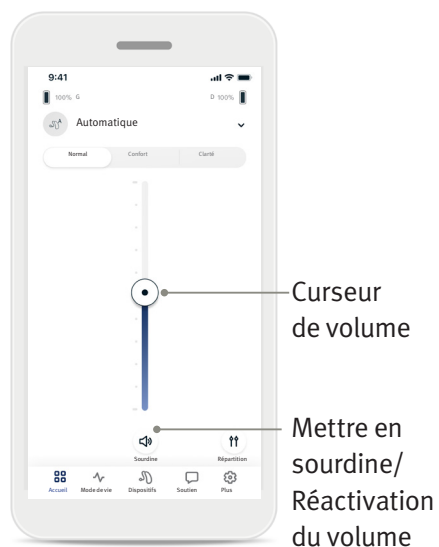 9:41
100% G
D 100%
Automatique
Normal Confort Clarté
Curseur
de volume
Sourdine Répartition
Accueil Mode de vie Dispositifs Soutien Plus
Mettre en
sourdine/
Réactivation
du volume